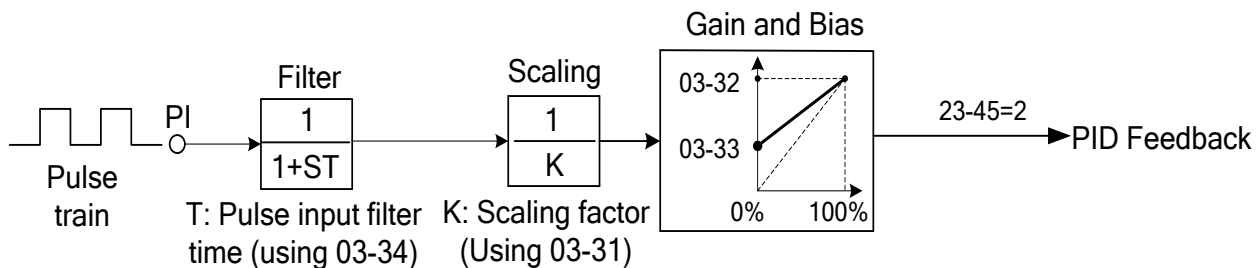 Gain and Bias
Filter
Scaling
03-32
PI
1
1+ST
1
K
23-45=2
PID Feedback
03-33
Pulse
train
0%
100%
T: Pulse input filter
time (using 03-34)
K: Scaling factor
(Using 03-31)